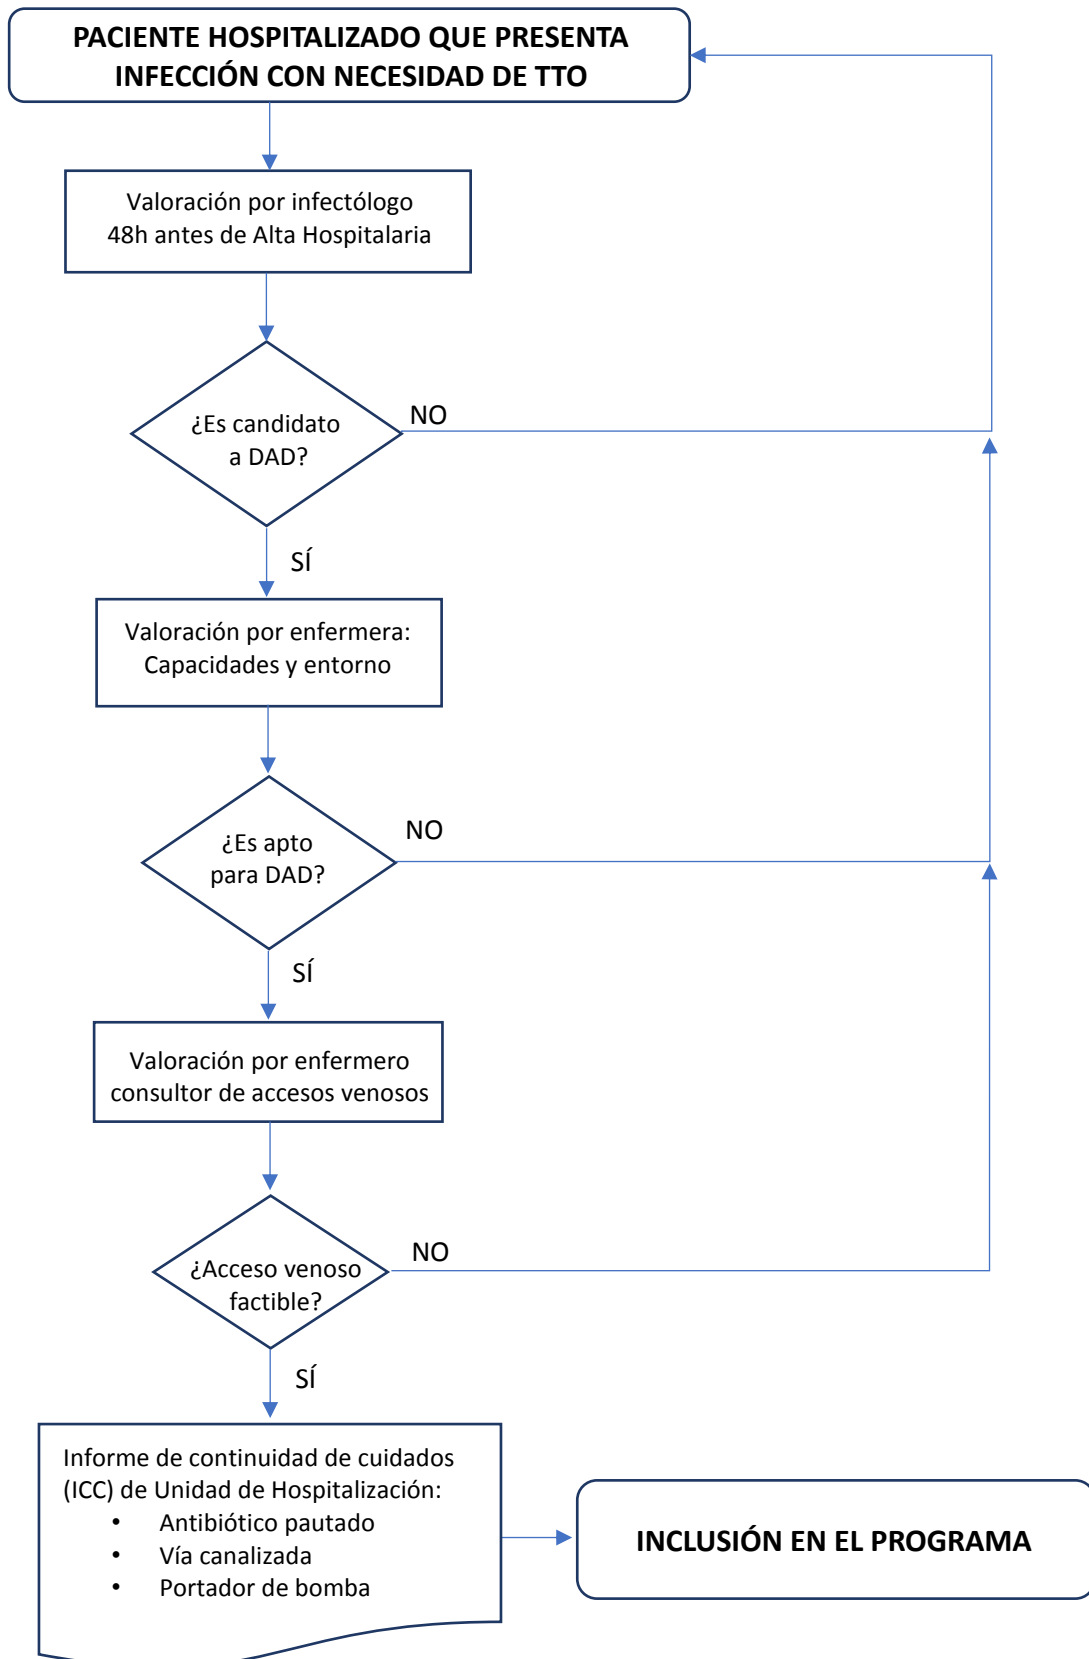 PACIENTE HOSPITALIZADO QUE PRESENTA
INFECCIÓN CON NECESIDAD DE TTO
Valoración por infectólogo
48h antes de Alta Hospitalaria
¿Es candidato
a DAD?
NO
SÍ
Valoración por enfermera:
Capacidades y entorno
¿Es apto
para DAD?
NO
SÍ
Valoración por enfermero
consultor de accesos venosos
¿Acceso venoso
factible?
NO
SÍ
Informe de continuidad de cuidados
(ICC) de Unidad de Hospitalización:
• Antibiótico pautado
• Vía canalizada
• Portador de bomba
INCLUSIÓN EN EL PROGRAMA